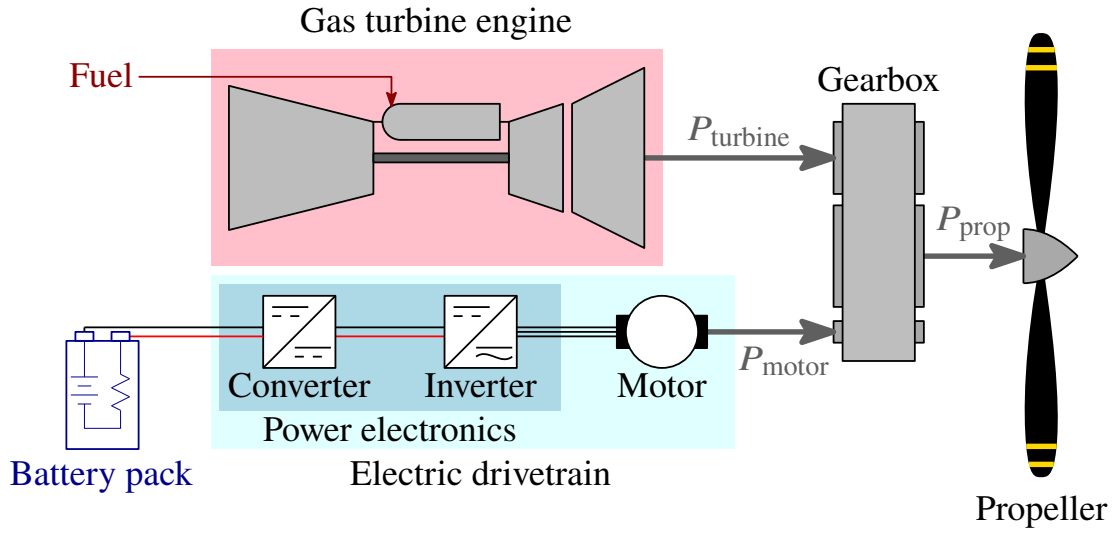 Gas turbine engine
Fuel
Gearbox
P_turbine
P_prop
Converter
Inverter
Motor
P_motor
Power electronics
Battery pack
Electric drivetrain
Propeller